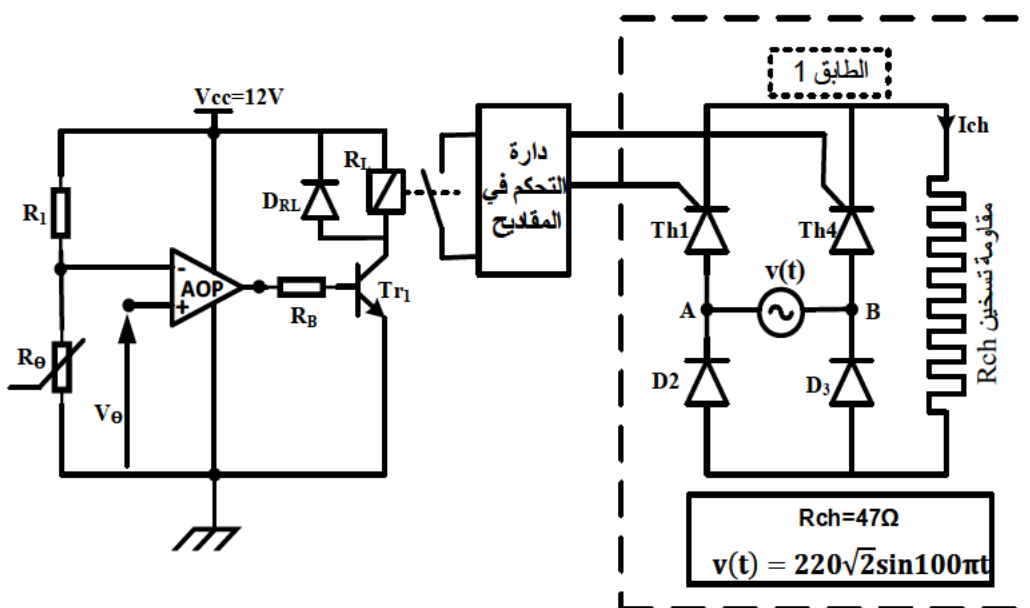 Vcc=12V
R1
Rθ
Vθ
-
+
AOP
RB
Tr1
DRL
RL
دارة
التحكم في
المقاديح
الطابق 1
Ich
Th1
Th4
v(t)
A
B
D2
D3
مقاومة تسخين Rch
Rch=47Ω
v(t) = 220√2sin100πt